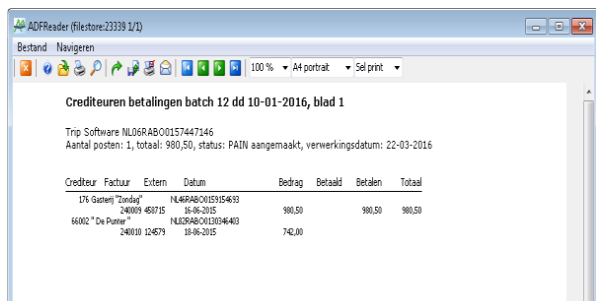 ADFReader (filestore:23339 1/1)
Bestand Navigeren
100 % A4 portrait Sel print
Crediteuren betalingen batch 12 dd 10-01-2016, blad 1
Trip Software NL06RABO0157447146
Aantal posten: 1, totaal: 980,50, status: PAIN aangemaakt, verwerkingsdatum: 22-03-2016
Crediteur Factuur Extern Datum Bedrag Betaald Betalen Totaal
176 Gasterij "Zondag" NL46RABO0159154693
240009 458715 16-06-2015 980,50 980,50 980,50
66002 " De Punter " NL82RABO0130346403
240010 124579 18-06-2015 742,00